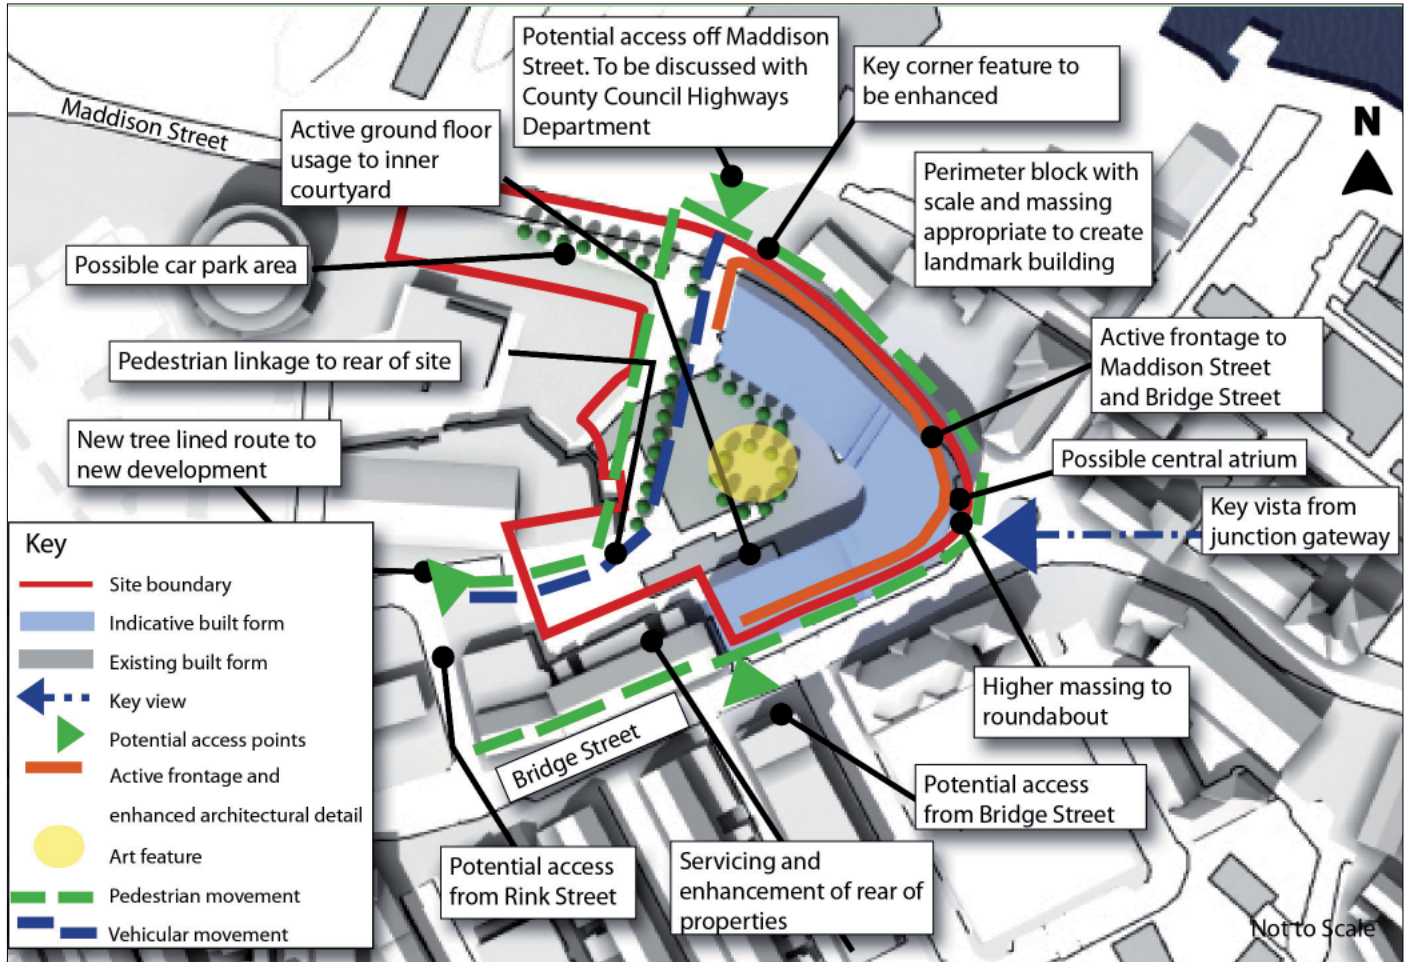 Potential access off Maddison
Street. To be discussed with
County Council Highways
Department
Key corner feature to
be enhanced
Maddison Street
Active ground floor
usage to inner
courtyard
N
Perimeter block with
scale and massing
appropriate to create
landmark building
Possible car park area
Active frontage to
Maddison Street
and Bridge Street
Pedestrian linkage to rear of site
New tree lined route to
new development
Possible central atrium
Key vista from
junction gateway
Key
Site boundary
Indicative built form
Existing built form
Key view
Potential access points
Active frontage and
enhanced architectural detail
Art feature
Pedestrian movement
Vehicular movement
Higher massing to
roundabout
Bridge Street
Potential access
from Bridge Street
Potential access
from Rink Street
Servicing and
enhancement of rear of
properties
Not to Scale